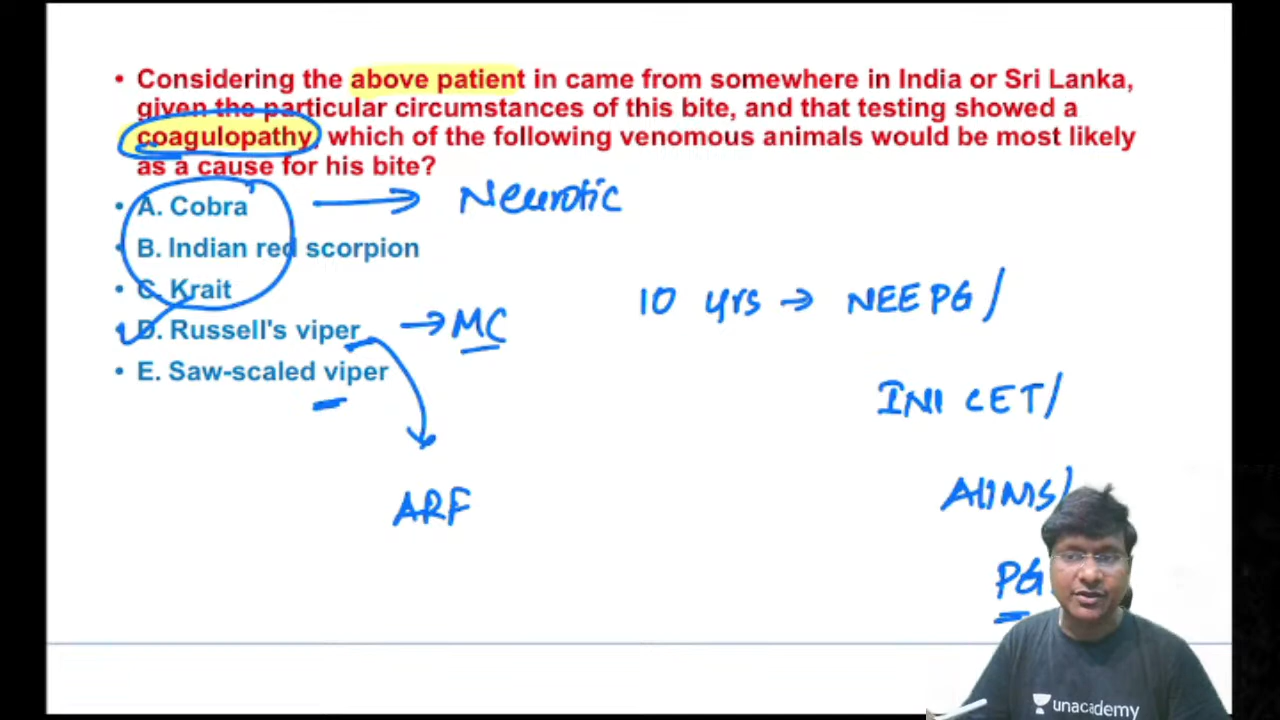 • Considering the above patient in came from somewhere in India or Sri Lanka,
given the particular circumstances of this bite, and that testing showed a
coagulopathy, which of the following venomous animals would be most likely
as a cause for his bite?
• A. Cobra → Neurotic
• B. Indian red scorpion
• C. Krait
10 yrs → NEEPG/
• D. Russell's viper → MC
• E. Saw-scaled viper
INI CET/
ARF
AIIMS/
PG
unacademy